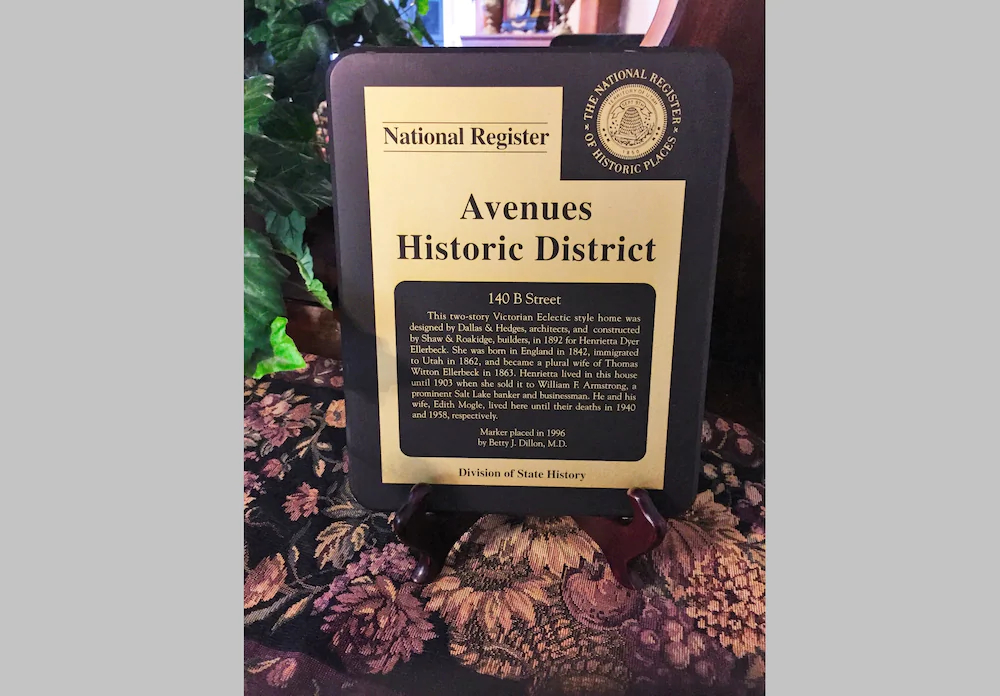 THE NATIONAL REGISTER
OF HISTORIC PLACES
1850
National Register
Avenues
Historic District
140 B Street
This two-story Victorian Eclectic style home was
designed by Dallas & Hedges, architects, and constructed
by Shaw & Roakidge, builders, in 1892 for Henrietta Dyer
Ellerbeck. She was born in England in 1842, immigrated
to Utah in 1862, and became a plural wife of Thomas
Witton Ellerbeck in 1863. Henrietta lived in this house
until 1903 when she sold it to William F. Armstrong, a
prominent Salt Lake banker and businessman. He and his
wife, Edith Mogle, lived here until their deaths in 1940
and 1958, respectively.
Marker placed in 1996
by Betty J. Dillon, M.D.
Division of State History